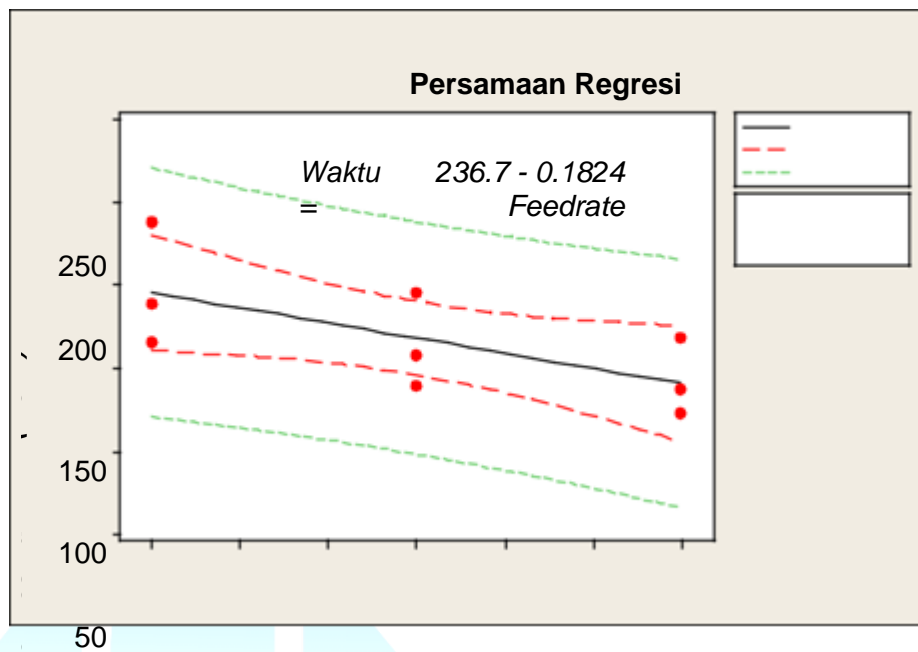 Persamaan Regresi
Waktu 236.7 - 0.1824
= Feedrate
250
200
150
100
50